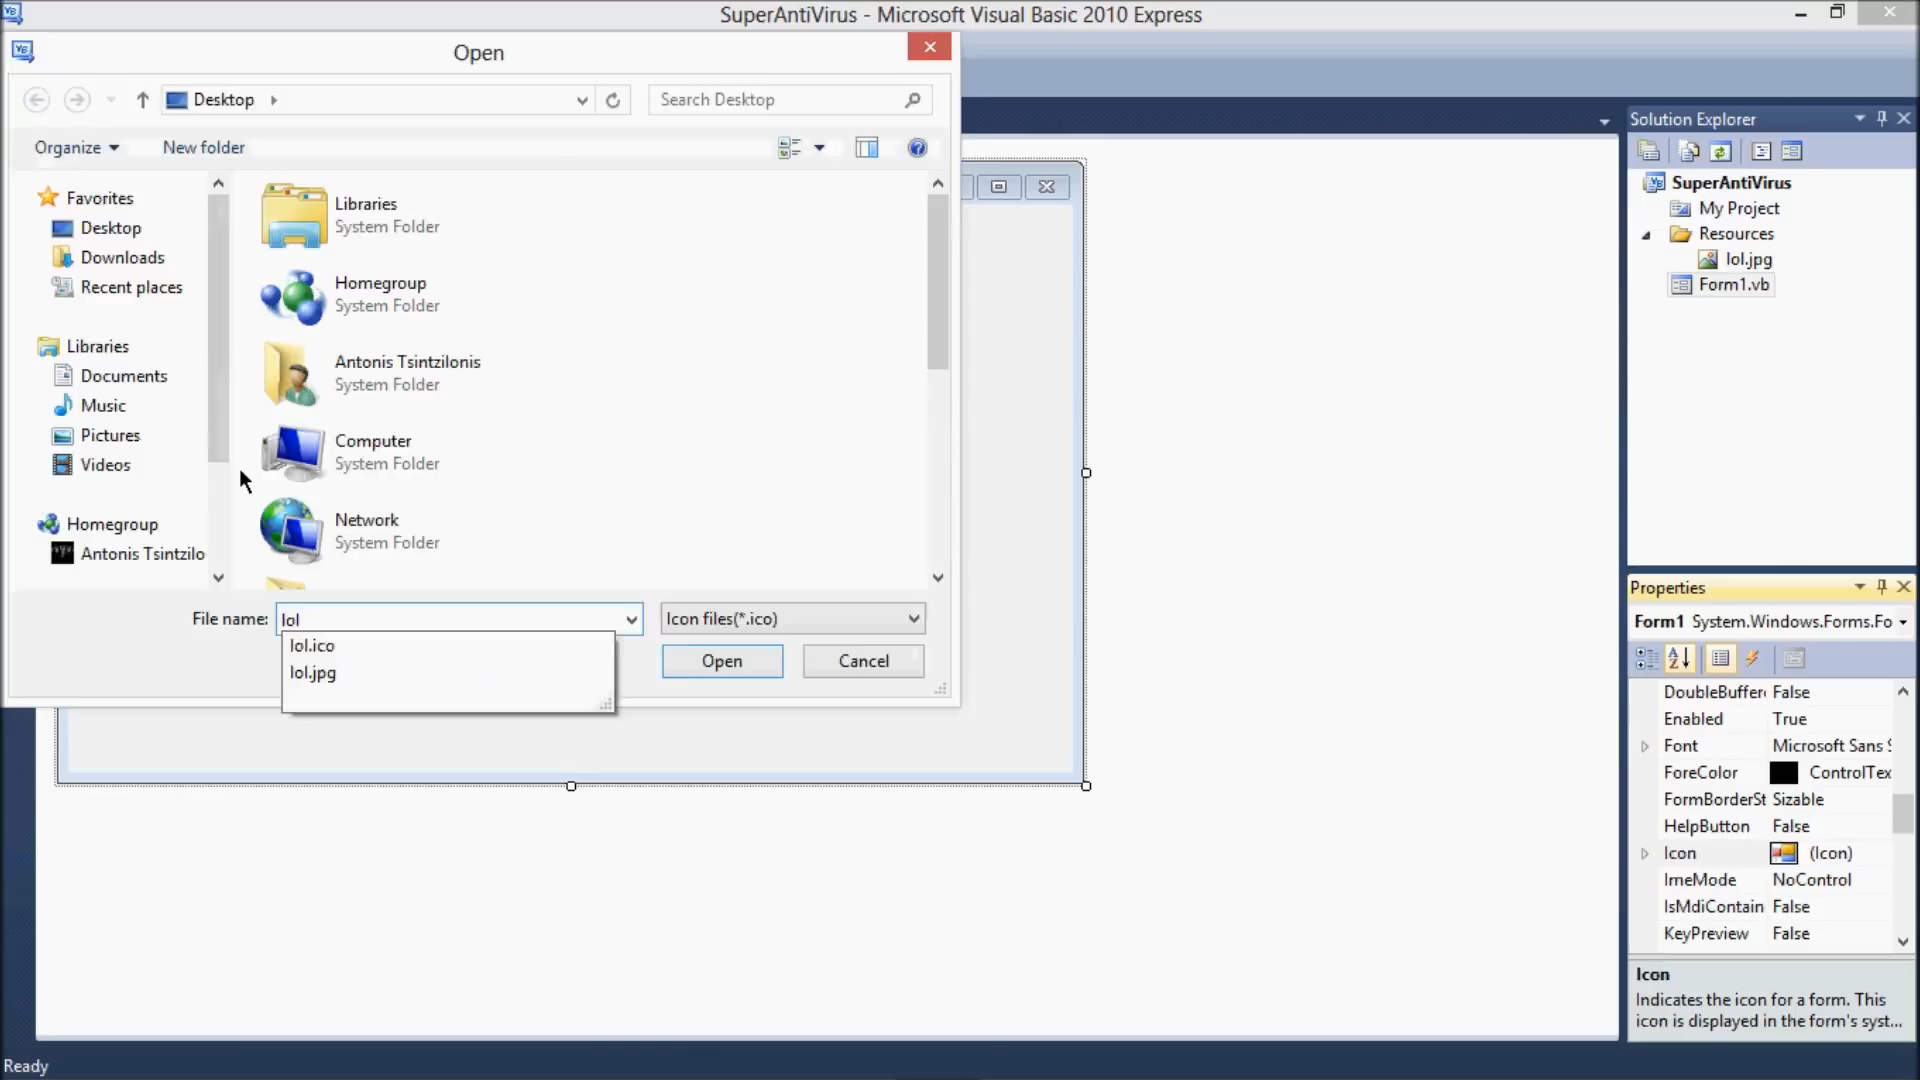 SuperAntiVirus - Microsoft Visual Basic 2010 Express
Open
Desktop
Search Desktop
Organize
New folder
Favorites
Desktop
Downloads
Recent places
Libraries
Documents
Music
Pictures
Videos
Homegroup
Antonis Tsintzilo
Libraries
System Folder
Homegroup
System Folder
Antonis Tsintzilonis
System Folder
Computer
System Folder
Network
System Folder
File name:
lol
Icon files(*.ico)
lol.ico
lol.jpg
Open
Cancel
Solution Explorer
SuperAntiVirus
My Project
Resources
lol.jpg
Form1.vb
Properties
Form1 System.Windows.Forms.Fo
DoubleBuffer False
Enabled True
Font Microsoft Sans S
ForeColor ControlTex
FormBorderSt Sizable
HelpButton False
Icon (Icon)
ImeMode NoControl
IsMdiContain False
KeyPreview False
Icon
Indicates the icon for a form. This
icon is displayed in the form's syst...
Ready